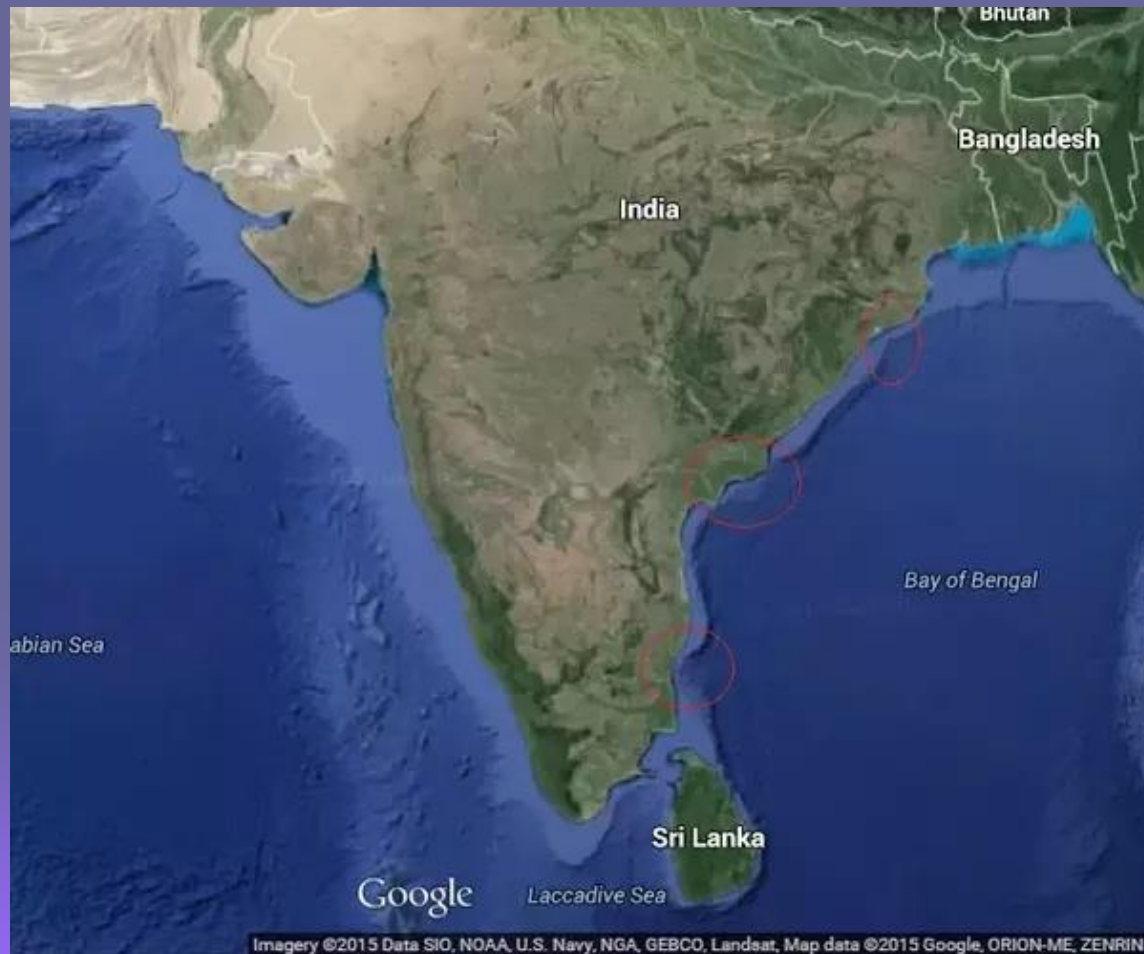 Bhutan
Bangladesh
India
Bay of Bengal
abian Sea
Sri Lanka
Google
Laccadive Sea
Imagery ©2015 Data SIO, NOAA, U.S. Navy, NGA, GEBCO, Landsat, Map data ©2015 Google, ORION-ME, ZENRIN